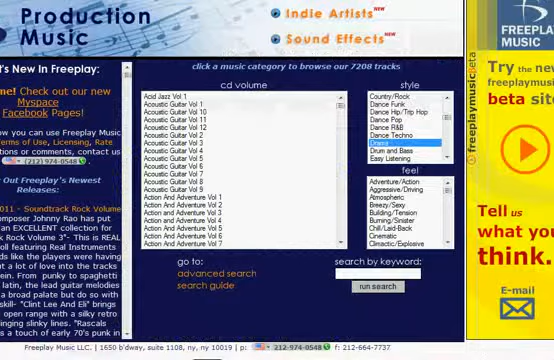 Production
Music
Indie Artists NEW
Sound Effects NEW
FREEPLAY
MUSIC
t's New In Freeplay:
me! Check out our new
Myspace
Facebook Pages!
ow you can use Freeplay Music
Terms of Use, Licensing, Rate
tions or comments, contact us
(212) 974-0548
Out Freeplay's Newest
Releases:
011 - Soundtrack Rock Volume
omposer Johnny Rao has put
an EXCELLENT collection for
k Rock Volume 3"- This is REAL
oll featuring Real Instruments
ds like the players were having
ut a lot of love into the tracks
ein. From punky to spaghetti
latin, the lead guitar melodies
a broad palate but do so with
skill- "Clint Lee And Eli" brings
open range with a silky retro
inging slinky lines. "Rascals
s a touch of early 70's punk in
click a music category to browse our 7208 tracks
cd volume
Acid Jazz Vol 1
Acoustic Guitar Vol 1
Acoustic Guitar Vol 10
Acoustic Guitar Vol 11
Acoustic Guitar Vol 12
Acoustic Guitar Vol 2
Acoustic Guitar Vol 3
Acoustic Guitar Vol 4
Acoustic Guitar Vol 5
Acoustic Guitar Vol 6
Acoustic Guitar Vol 7
Acoustic Guitar Vol 8
Acoustic Guitar Vol 9
Action And Adventure Vol 1
Action And Adventure Vol 2
Action And Adventure Vol 3
Action And Adventure Vol 4
Action And Adventure Vol 5
Action And Adventure Vol 6
Action And Adventure Vol 7
style
Country/Rock
Dance Funk
Dance Hip/Trip Hop
Dance Pop
Dance R&B
Dance Techno
Drama
Drum and Bass
Easy Listening
feel
Adventure/Action
Aggressive/Driving
Atmospheric
Breezy/Sexy
Building/Tension
Burning/Sinister
Chill/Laid-Back
Cinematic
Climactic/Explosive
go to:
advanced search
search guide
search by keyword:
run search
freeplaymusic beta
Try the new
freeplaymusic
beta site
Tell us
what you
think.
E-mail
Freeplay Music LLC. | 1650 b'dway, suite 1108, ny, ny 10019 | p: 212-974-0548 f: 212-664-7737